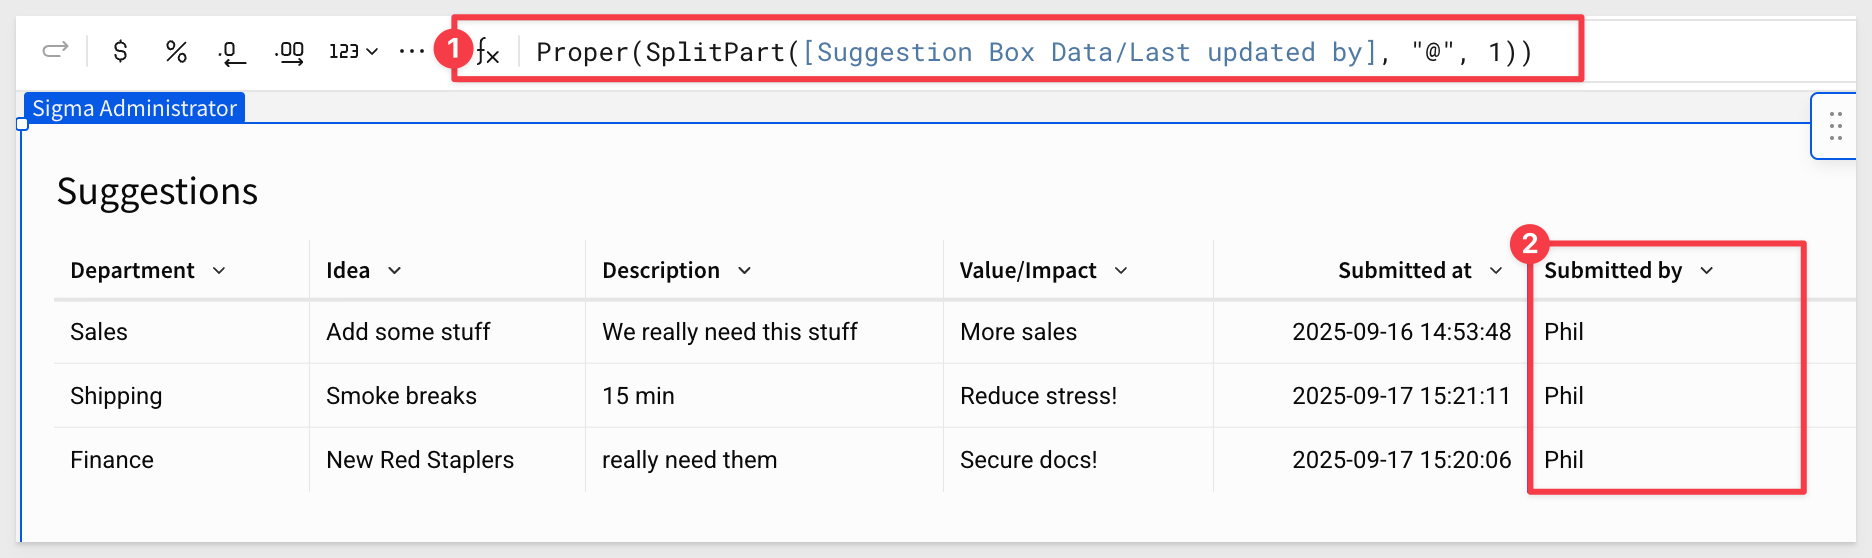 $ % .0 .00 123 ... 1 fx Proper(SplitPart([Suggestion Box Data/Last updated by], "@", 1))
Sigma Administrator
Suggestions
2
Department Idea Description Value/Impact Submitted at Submitted by
Sales Add some stuff We really need this stuff More sales 2025-09-16 14:53:48 Phil
Shipping Smoke breaks 15 min Reduce stress! 2025-09-17 15:21:11 Phil
Finance New Red Staplers really need them Secure docs! 2025-09-17 15:20:06 Phil